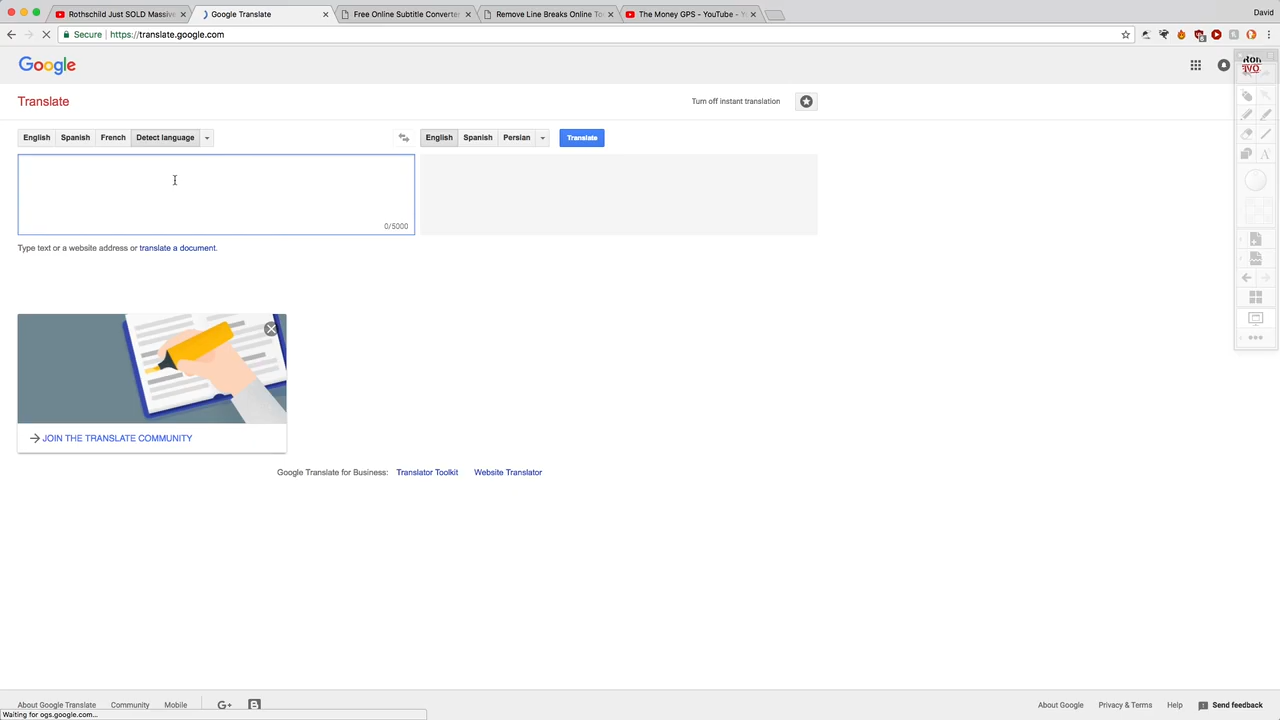 Rothschild Just SOLD Massive
Google Translate
Free Online Subtitle Converter
Remove Line Breaks Online To
The Money GPS - YouTube - Y
David
Secure
https://translate.google.com
Google
Translate
Turn off instant translation
English
Spanish
French
Detect language
English
Spanish
Persian
Translate
0/5000
Type text or a website address or translate a document.
JOIN THE TRANSLATE COMMUNITY
Google Translate for Business:
Translator Toolkit
Website Translator
About Google Translate
Community
Mobile
G+
About Google
Privacy & Terms
Help
Send feedback
Waiting for ogs.google.com...